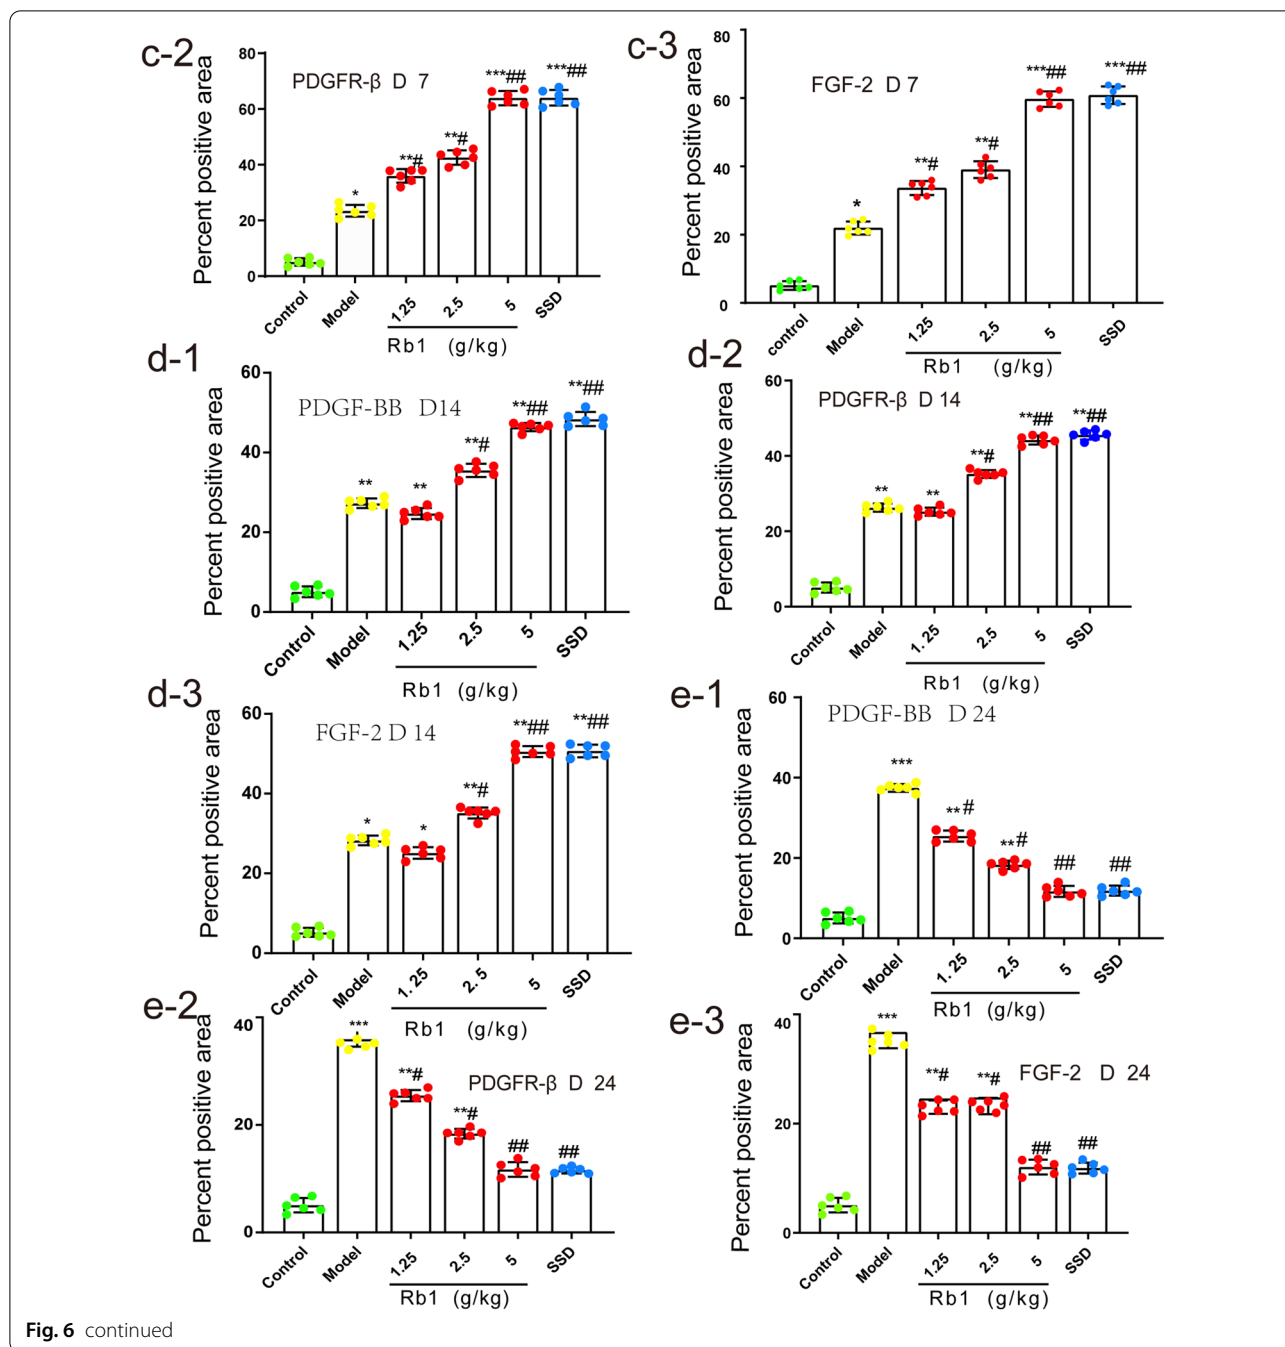 c-2
PDGFR-β D 7
Percent positive area
80
60
40
20
0
*
**#
**#
***##
***##
Control
Model
1.25
2.5
5
SSD
Rb1 (g/kg)
c-3
FGF-2 D 7
Percent positive area
80
60
40
20
0
*
**#
**#
***##
***##
control
Model
1.25
2.5
5
SSD
Rb1 (g/kg)
d-1
PDGF-BB D14
Percent positive area
60
40
20
0
**
**
**#
**##
**##
Control
Model
1.25
2.5
5
SSD
Rb1 (g/kg)
d-2
PDGFR-β D 14
Percent positive area
60
40
20
0
**
**
**#
**##
**##
Control
Model
1. 25
2.5
5
SSD
Rb1 (g/kg)
d-3
FGF-2 D 14
Percent positive area
60
40
20
0
*
*
**#
**##
**##
Control
Model
1. 25
2. 5
5
SSD
Rb1 (g/kg)
e-1
PDGF-BB D 24
Percent positive area
60
40
20
0
***
**#
**#
##
##
Control
Model
1. 25
2.5
5
SSD
Rb1 (g/kg)
e-2
PDGFR-β D 24
Percent positive area
40
20
0
***
**#
**#
##
##
Control
Model
1.25
2.5
5
SSD
Rb1 (g/kg)
e-3
FGF-2 D 24
Percent positive area
40
20
0
***
**#
**#
##
##
Control
Model
1.25
2.5
5
SSD
Rb1 (g/kg)
Fig. 6 continued